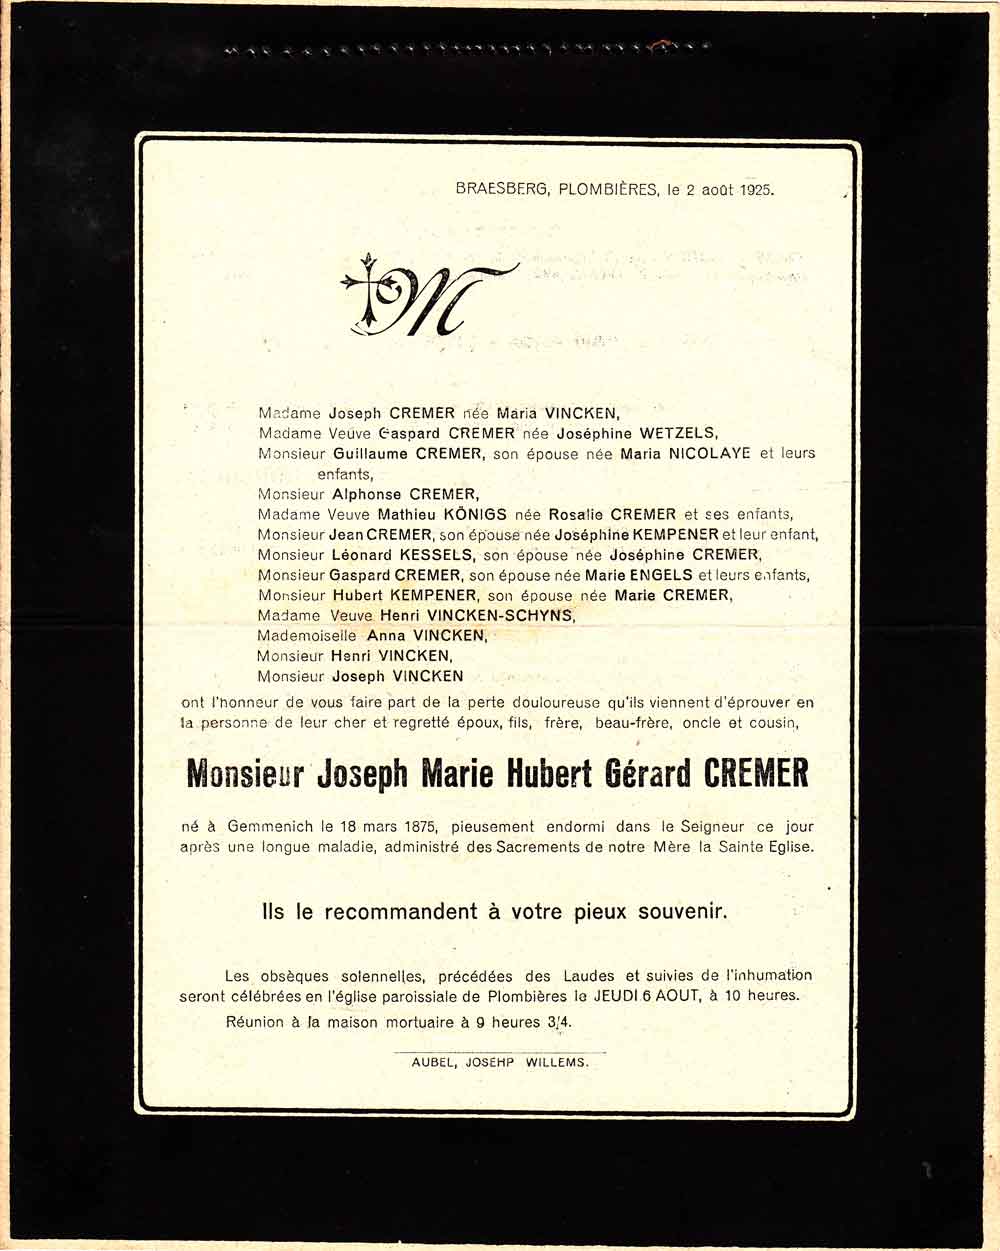 BRAESBERG, PLOMBIÈRES, le 2 août 1925.
M
Madame Joseph CREMER née Maria VINCKEN,
Madame Veuve Gaspard CREMER née Joséphine WETZELS,
Monsieur Guillaume CREMER, son épouse née Maria NICOLAYE et leurs
enfants,
Monsieur Alphonse CREMER,
Madame Veuve Mathieu KÖNIGS née Rosalie CREMER et ses enfants,
Monsieur Jean CREMER, son épouse née Joséphine KEMPENER et leur enfant,
Monsieur Léonard KESSELS, son épouse née Joséphine CREMER,
Monsieur Gaspard CREMER, son épouse née Marie ENGELS et leurs enfants,
Monsieur Hubert KEMPENER, son épouse née Marie CREMER,
Madame Veuve Henri VINCKEN-SCHYNS,
Mademoiselle Anna VINCKEN,
Monsieur Henri VINCKEN,
Monsieur Joseph VINCKEN
ont l'honneur de vous faire part de la perte douloureuse qu'ils viennent d'éprouver en
la personne de leur cher et regretté époux, fils, frère, beau-frère, oncle et cousin,
Monsieur Joseph Marie Hubert Gérard CREMER
né à Gemmenich le 18 mars 1875, pieusement endormi dans le Seigneur ce jour
après une longue maladie, administré des Sacrements de notre Mère la Sainte Eglise.
Ils le recommandent à votre pieux souvenir.
Les obsèques solennelles, précédées des Laudes et suivies de l'inhumation
seront célébrées en l'église paroissiale de Plombières le JEUDI 6 AOUT, à 10 heures.
Réunion à la maison mortuaire à 9 heures 3/4.
AUBEL, JOSEHP WILLEMS.